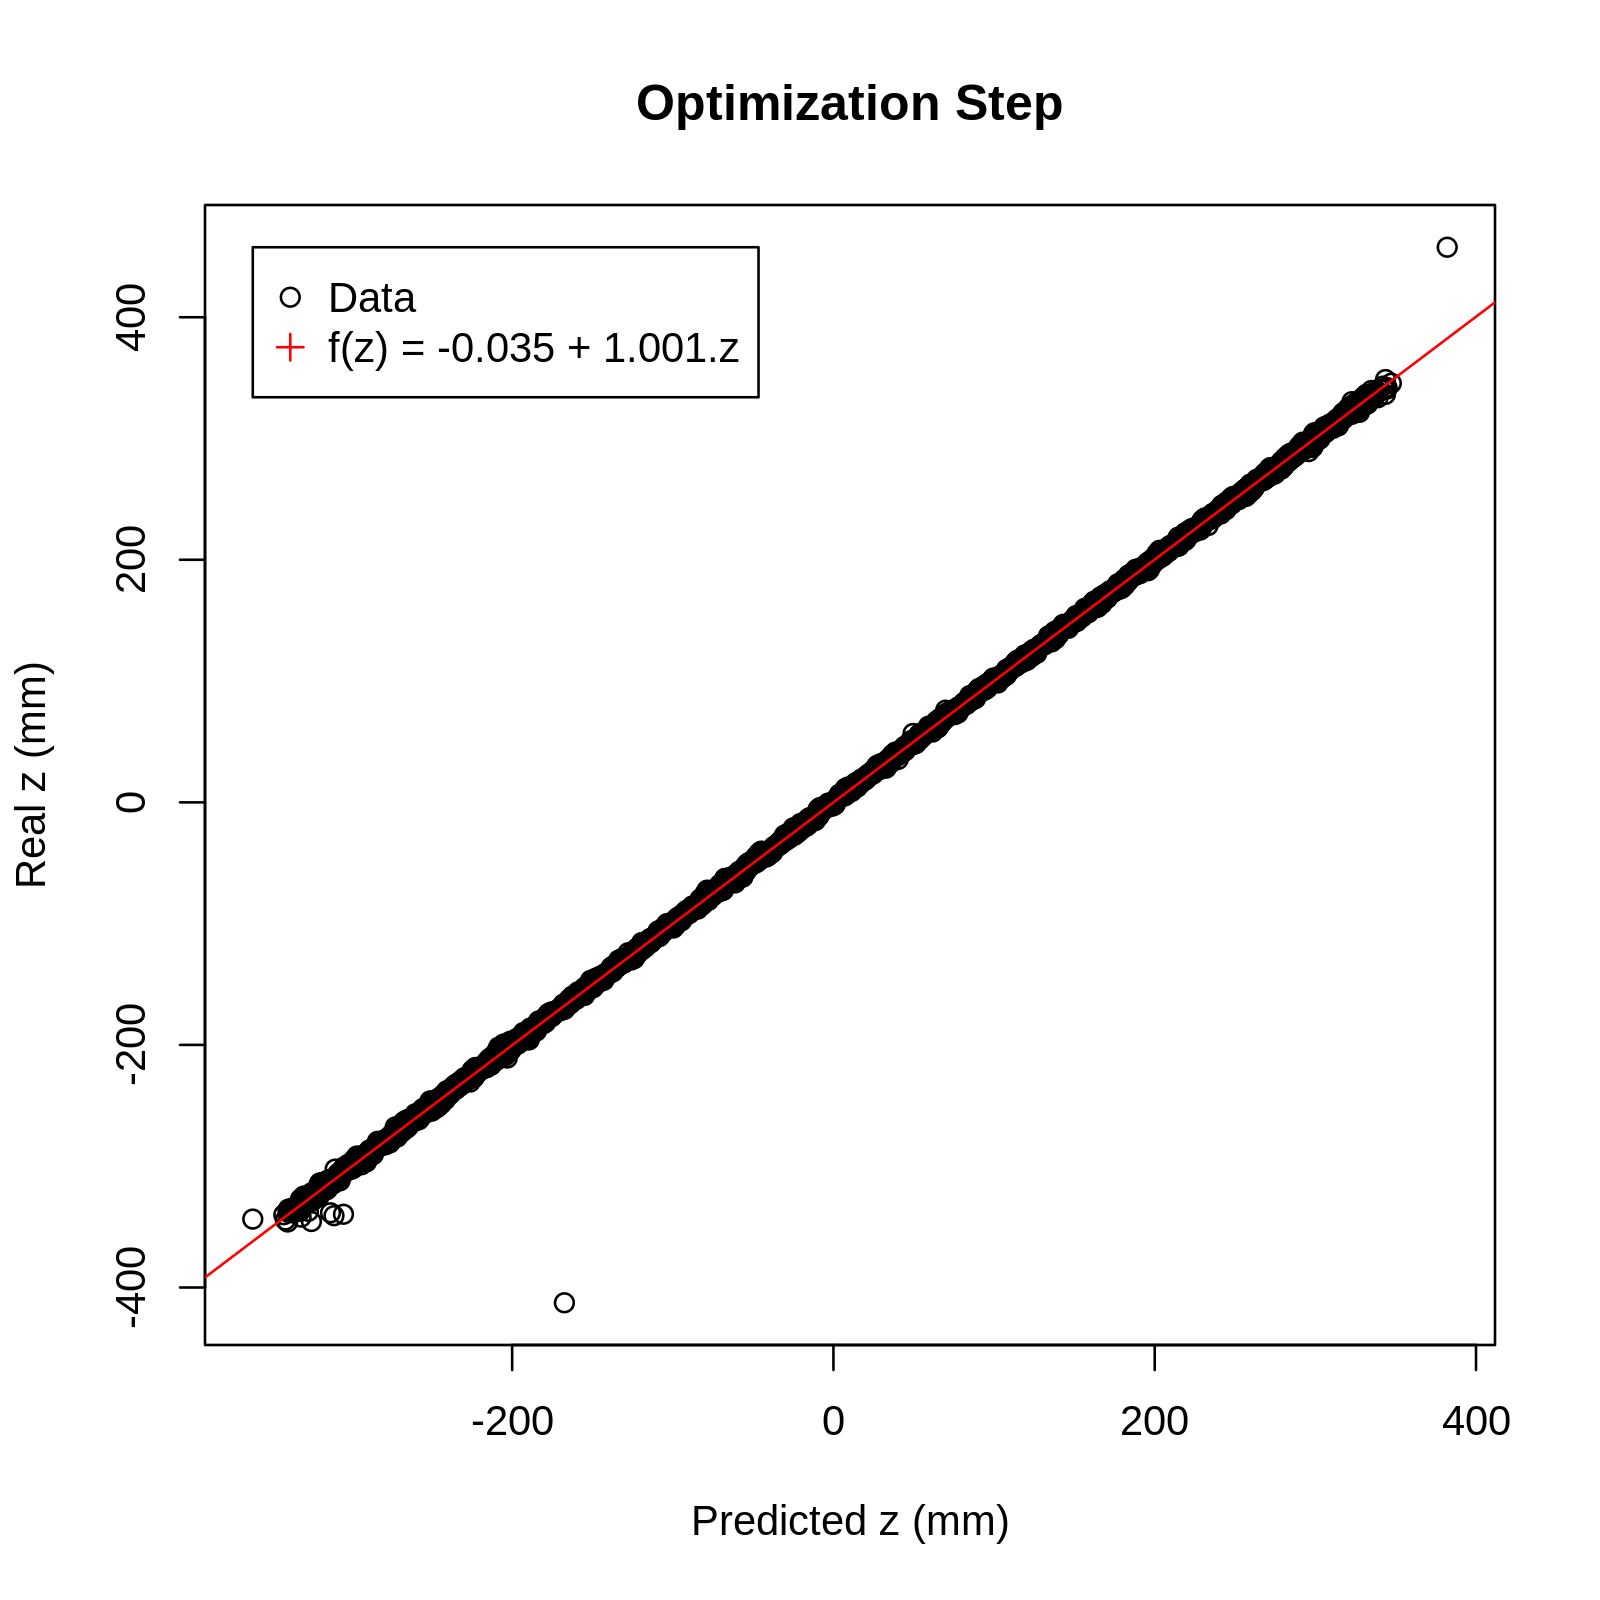 Optimization Step
Data
f(z) = -0.035 + 1.001.z
400
200
0
-200
-400
Real z (mm)
-200
0
200
400
Predicted z (mm)